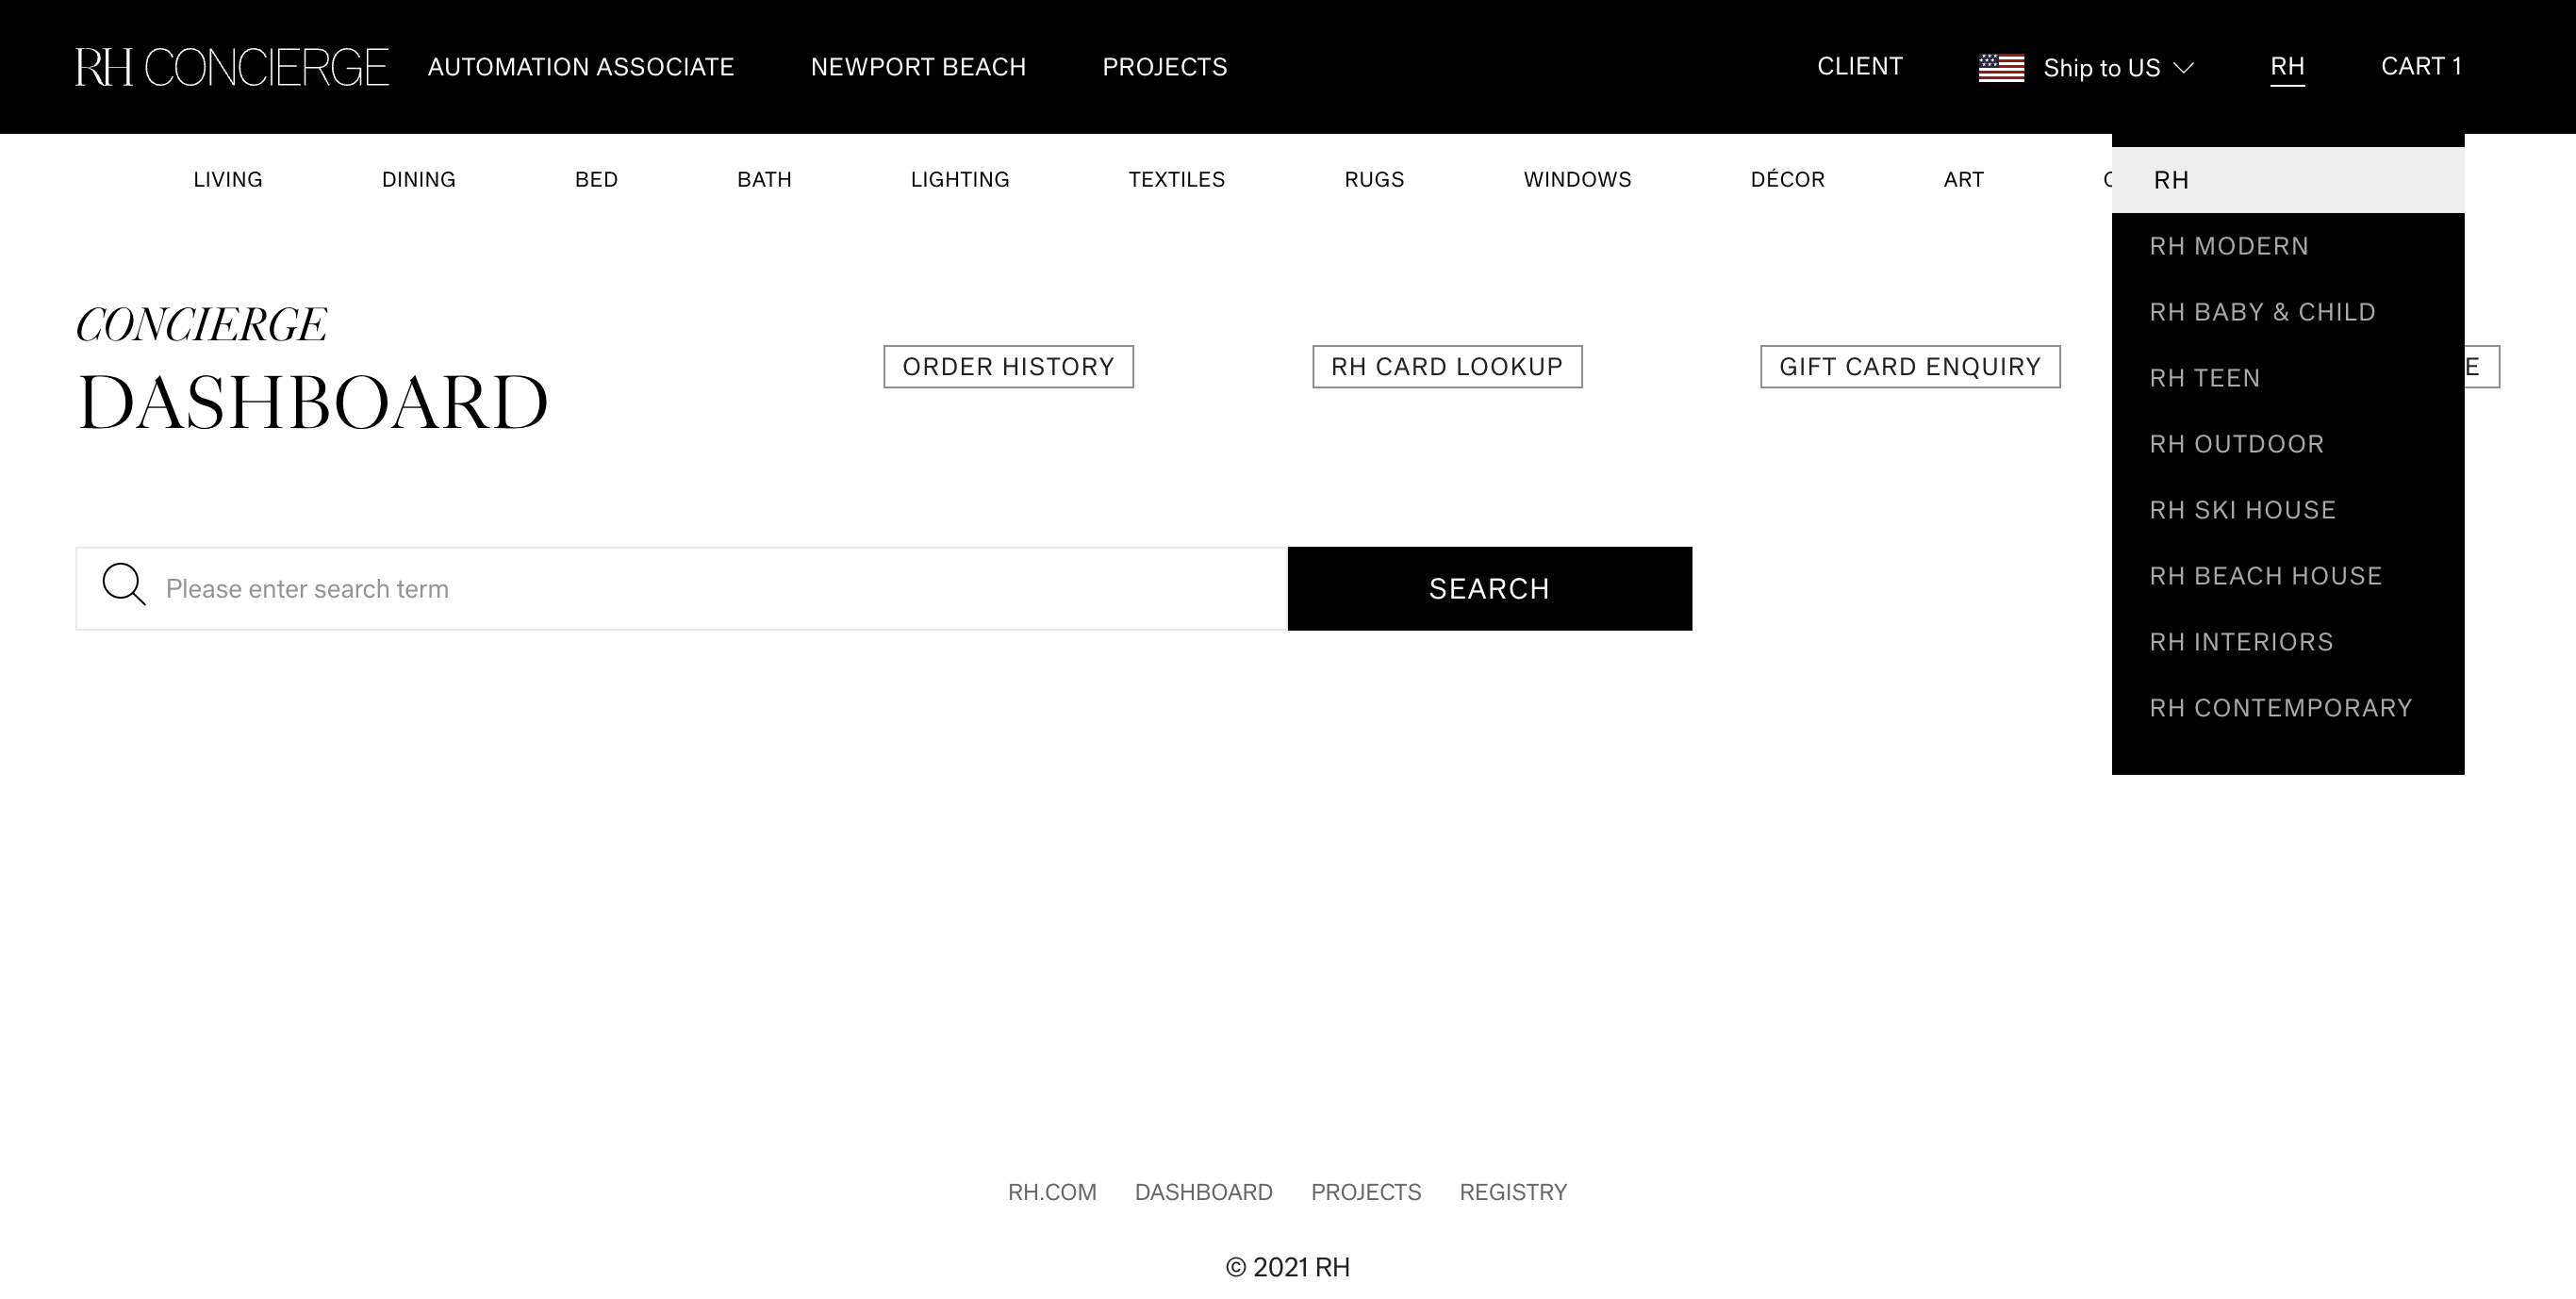 RH CONCIERGE AUTOMATION ASSOCIATE NEWPORT BEACH PROJECTS CLIENT Ship to US RH CART 1
LIVING DINING BED BATH LIGHTING TEXTILES RUGS WINDOWS DÉCOR ART
RH
RH MODERN
RH BABY & CHILD
RH TEEN
RH OUTDOOR
RH SKI HOUSE
RH BEACH HOUSE
RH INTERIORS
RH CONTEMPORARY
CONCIERGE
DASHBOARD
ORDER HISTORY RH CARD LOOKUP GIFT CARD ENQUIRY
Please enter search term SEARCH
RH.COM DASHBOARD PROJECTS REGISTRY
© 2021 RH